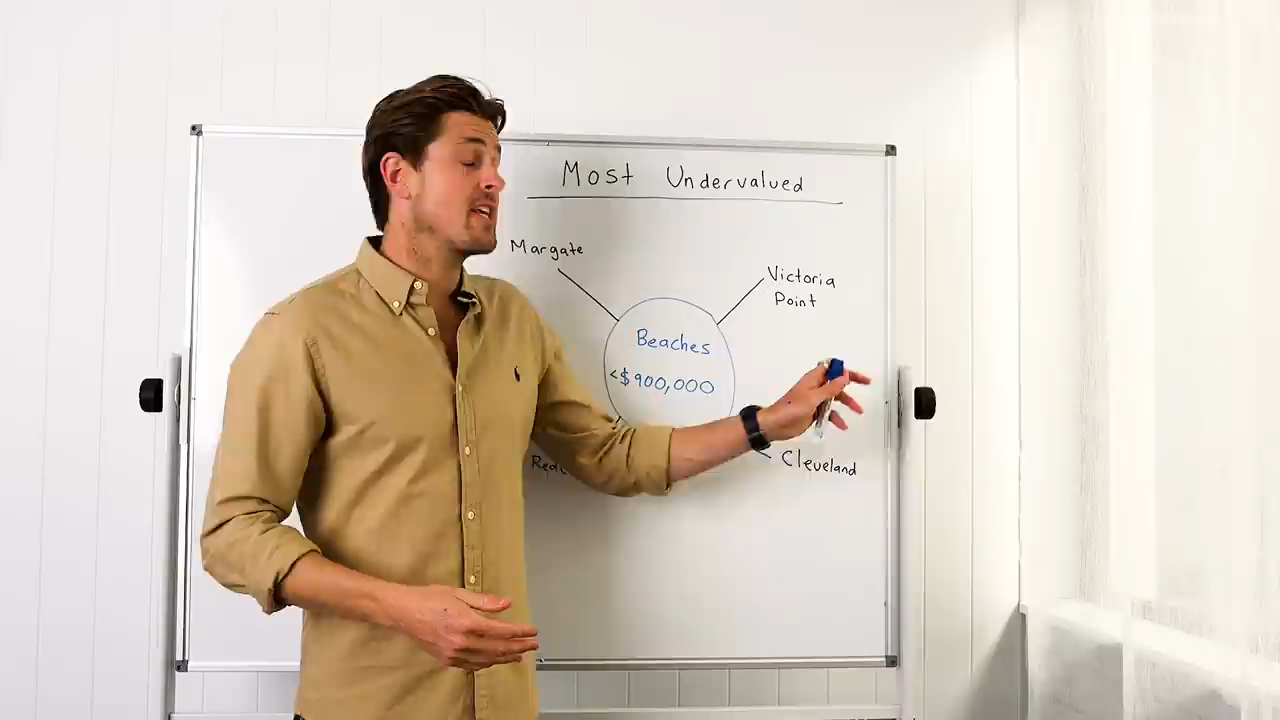 Most Undervalued
Margate
Victoria
Point
Beaches
<$900,000
Cleveland